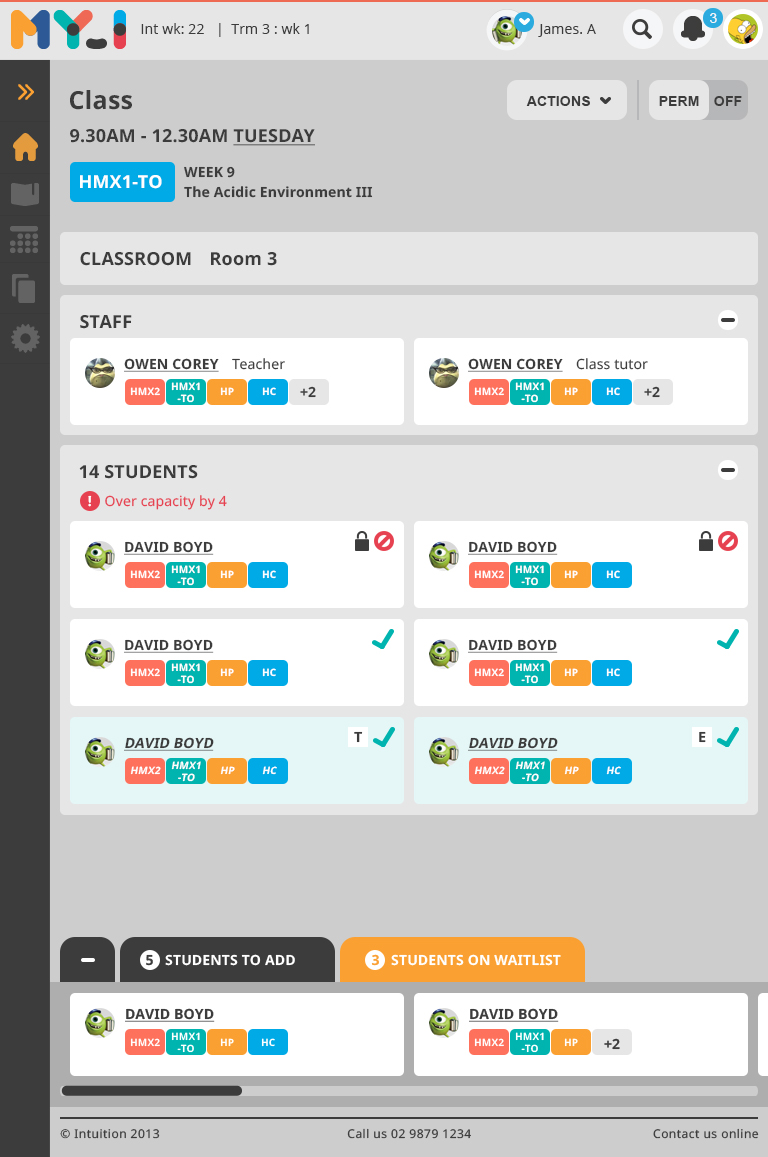 MYI
Int wk: 22 | Trm 3 : wk 1
James. A
3
Class
ACTIONS
PERM OFF
9.30AM - 12.30AM TUESDAY
HMX1-TO
WEEK 9
The Acidic Environment III
CLASSROOM Room 3
STAFF
OWEN COREY Teacher
HMX2 HMX1-TO HP HC +2
OWEN COREY Class tutor
HMX2 HMX1-TO HP HC +2
14 STUDENTS
! Over capacity by 4
DAVID BOYD
HMX2 HMX1-TO HP HC
DAVID BOYD
HMX2 HMX1-TO HP HC
DAVID BOYD
HMX2 HMX1-TO HP HC
DAVID BOYD
HMX2 HMX1-TO HP HC
DAVID BOYD T
HMX2 HMX1-TO HP HC
DAVID BOYD E
HMX2 HMX1-TO HP HC
5 STUDENTS TO ADD
3 STUDENTS ON WAITLIST
DAVID BOYD
HMX2 HMX1-TO HP HC
DAVID BOYD
HMX2 HMX1-TO HP +2
© Intuition 2013
Call us 02 9879 1234
Contact us online